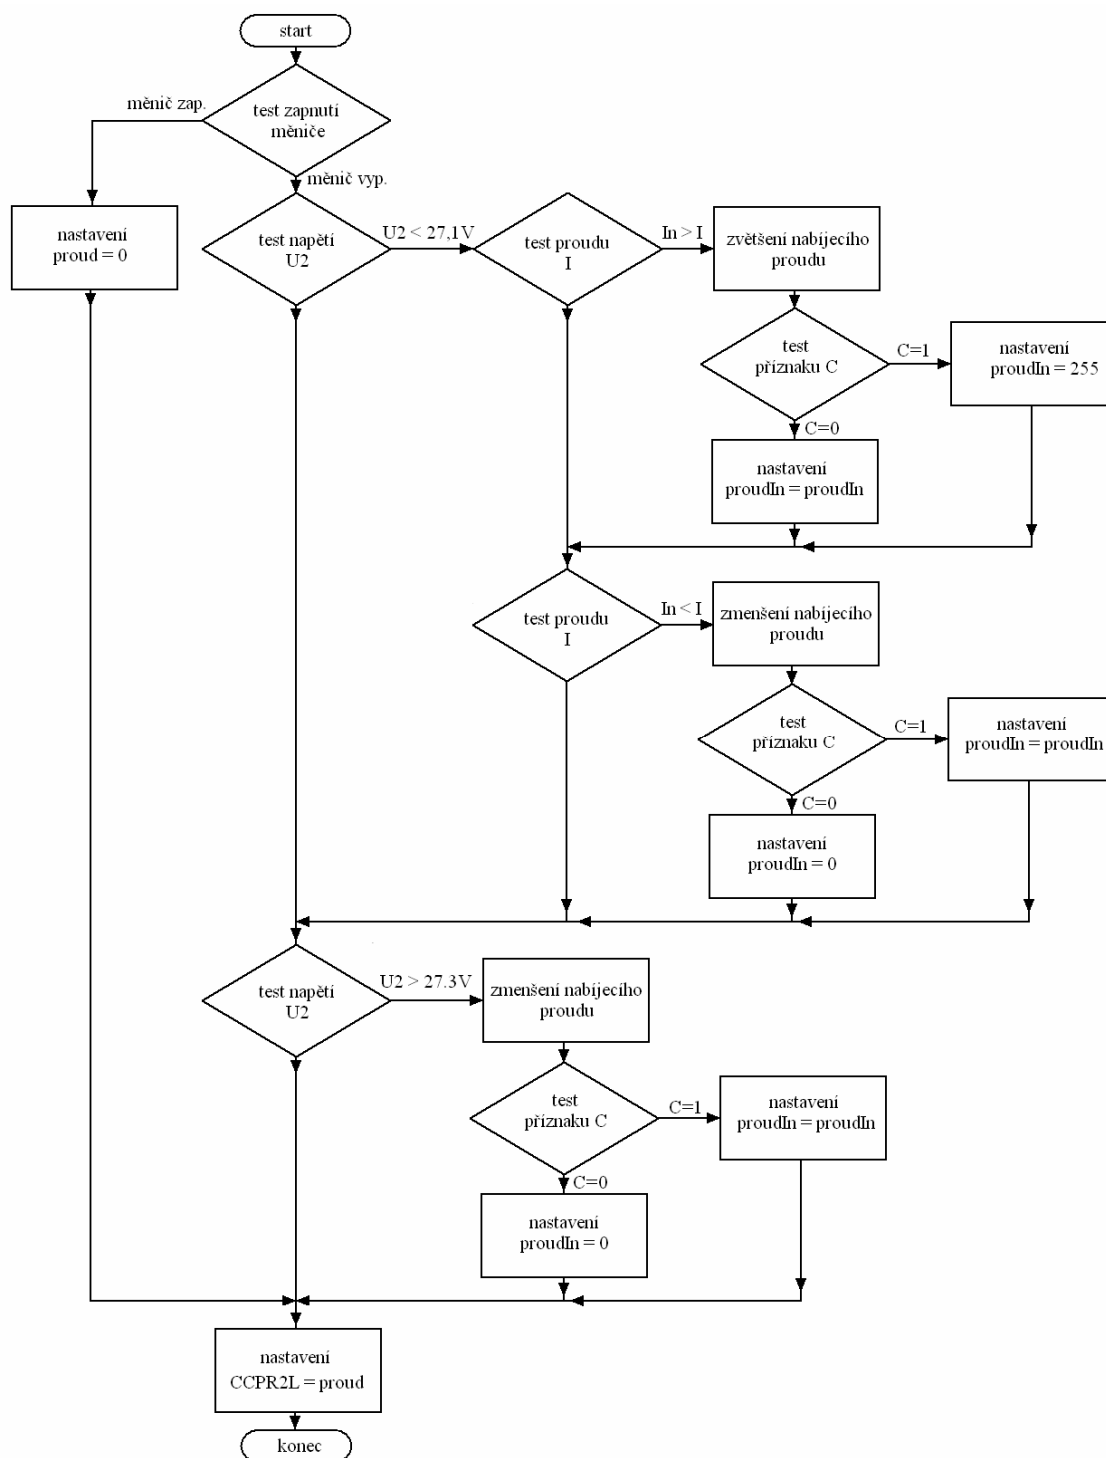 start
měnič zap.
test zapnutí
měniče
měnič vyp.
nastavení
proud = 0
test napětí
U2
U2 < 27,1V
test proudu
I
In > I
zvětšení nabíjecího
proudu
test
příznaku C
C=1
nastavení
proudIn = 255
C=0
nastavení
proudIn = proudIn
test proudu
I
In < I
zmenšení nabíjecího
proudu
test
příznaku C
C=1
nastavení
proudIn = proudIn
C=0
nastavení
proudIn = 0
test napětí
U2
U2 > 27.3V
zmenšení nabíjecího
proudu
test
příznaku C
C=1
nastavení
proudIn = proudIn
C=0
nastavení
proudIn = 0
nastavení
CCPR2L = proud
konec